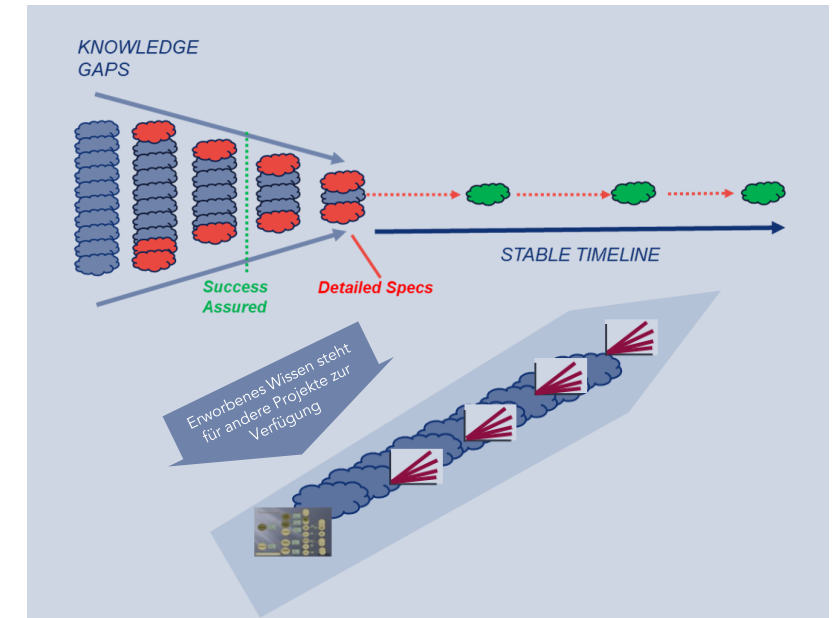 KNOWLEDGE
GAPS
Success
Assured
Detailed Specs
STABLE TIMELINE
Erworbenes Wissen steht
für andere Projekte zur
Verfügung